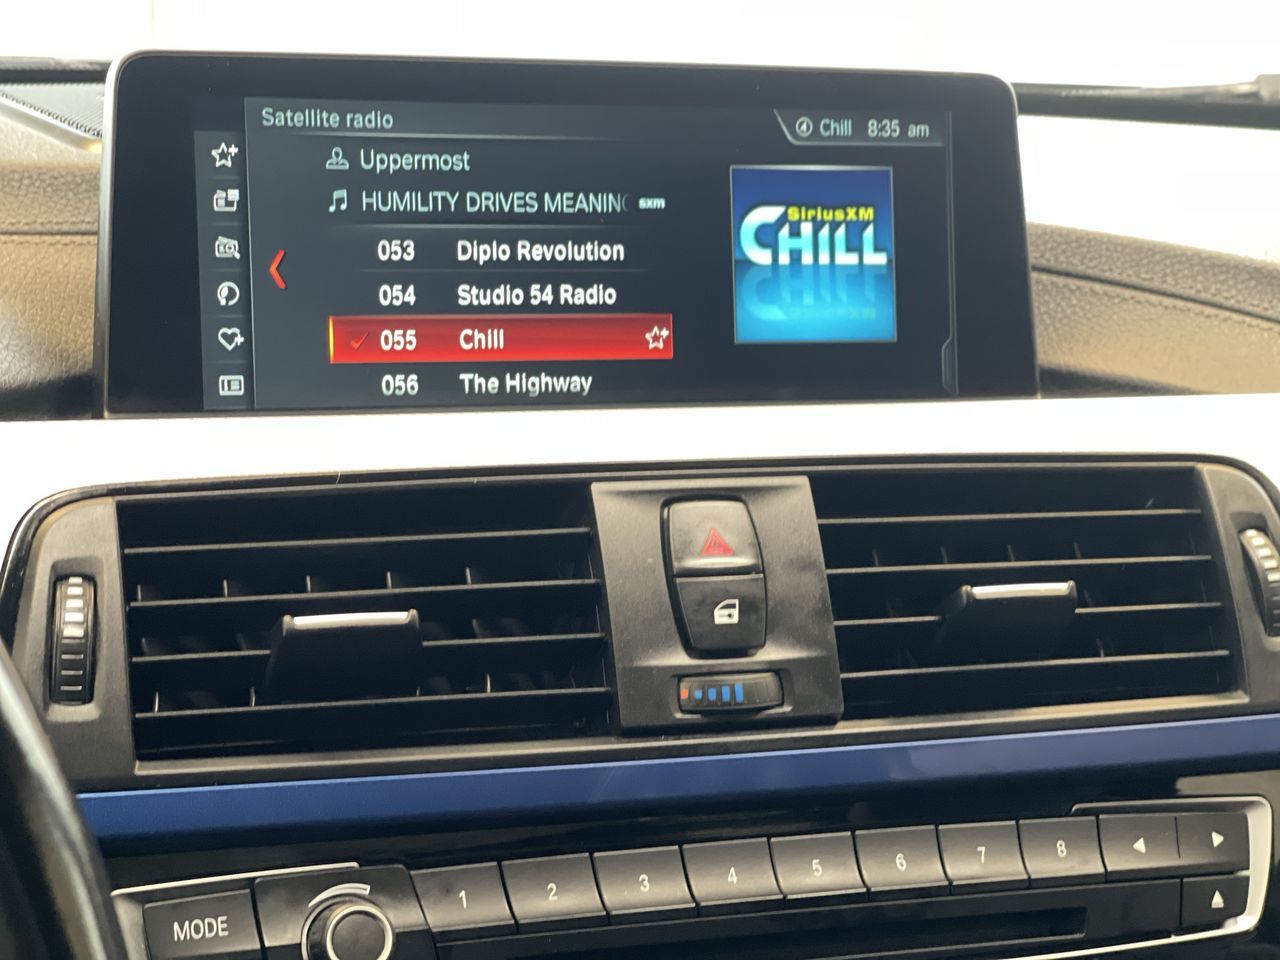 Satellite radio
Chill 8:35 am
Uppermost
HUMILITY DRIVES MEANIN
sxm
053 Diplo Revolution
054 Studio 54 Radio
055 Chill
056 The Highway
SiriusXM
CHILL
MODE
1 2 3 4 5 6 7 8